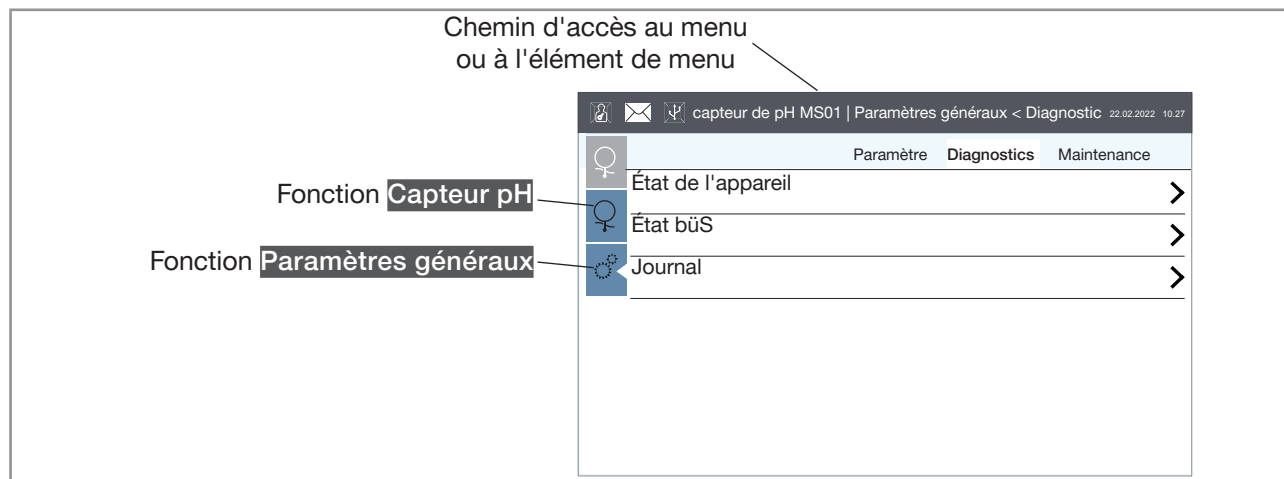 Chemin d'accès au menu
ou à l'élément de menu
capteur de pH MS01 | Paramètres généraux < Diagnostic 22.02.2022 10.27
Paramètre Diagnostics Maintenance
État de l'appareil
Fonction Capteur pH
État büS
Fonction Paramètres généraux
Journal